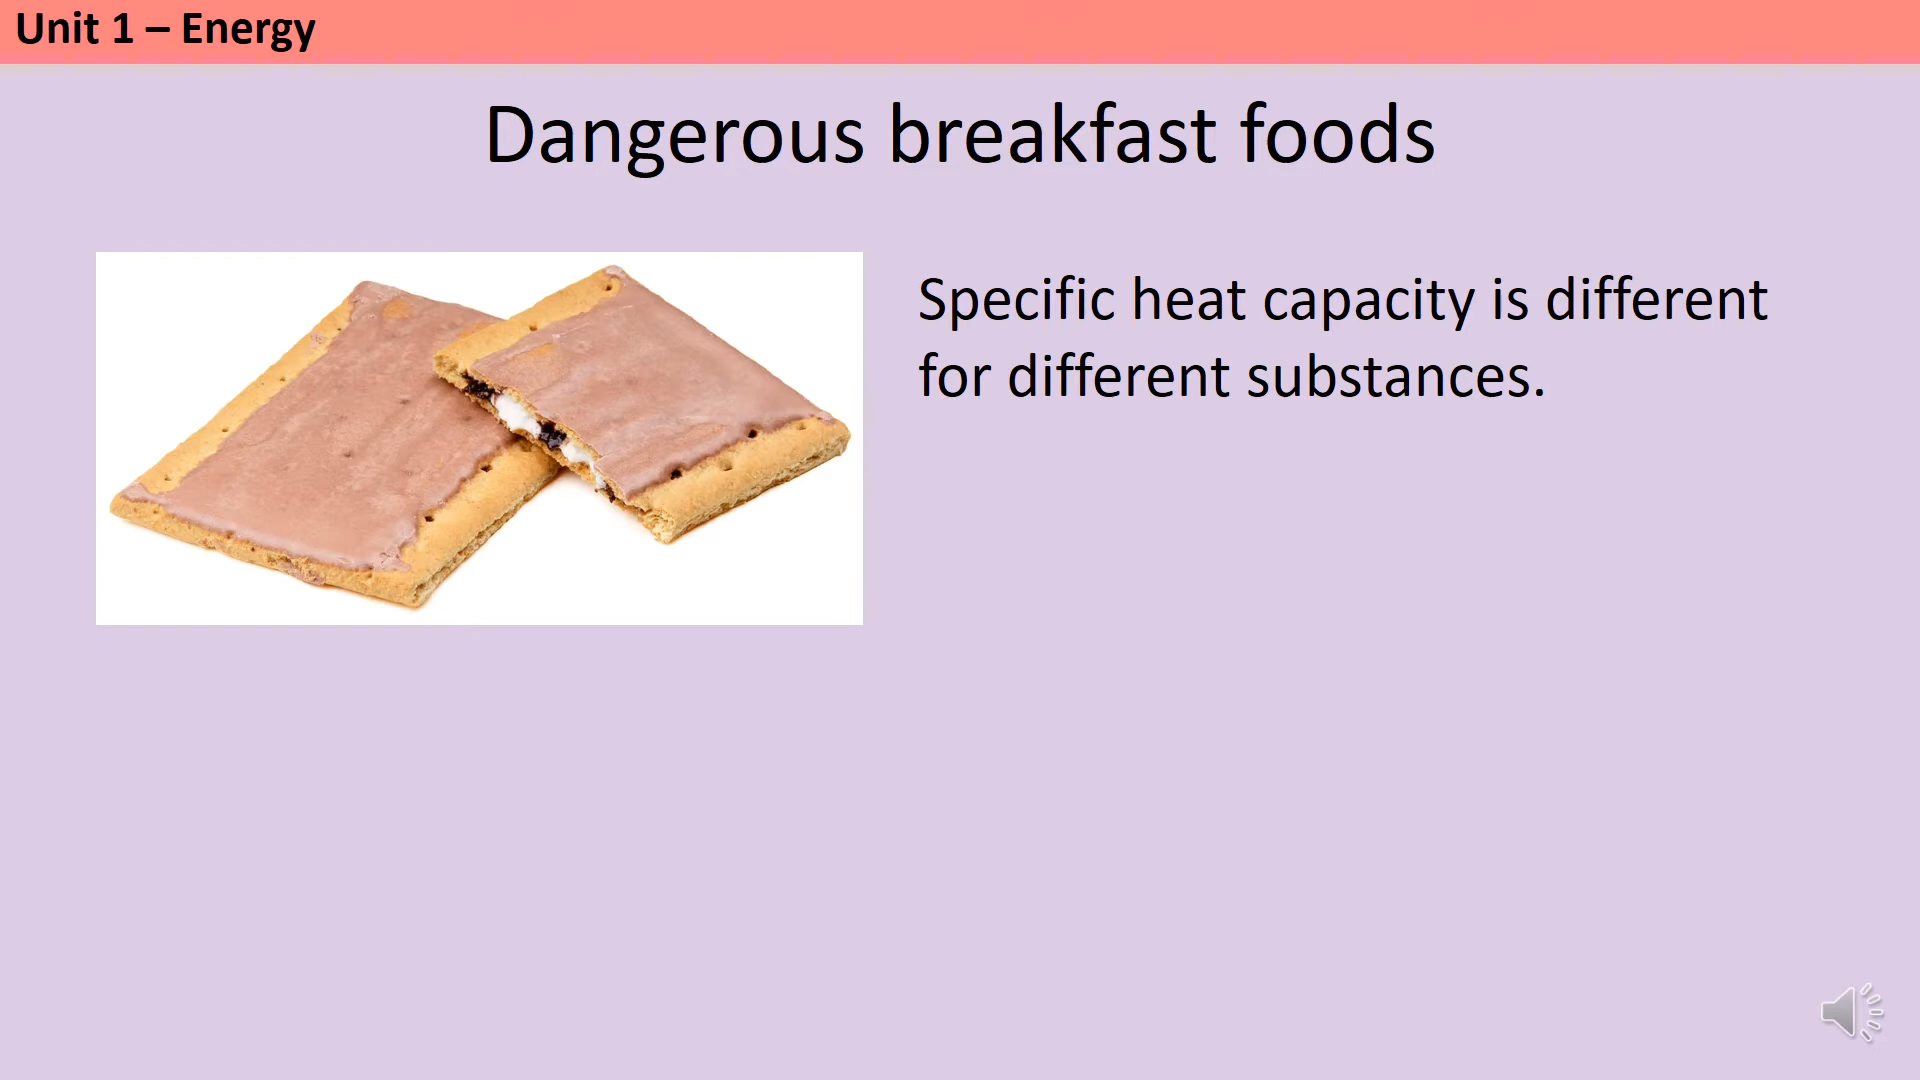 Unit 1 – Energy
Dangerous breakfast foods
Specific heat capacity is different
for different substances.